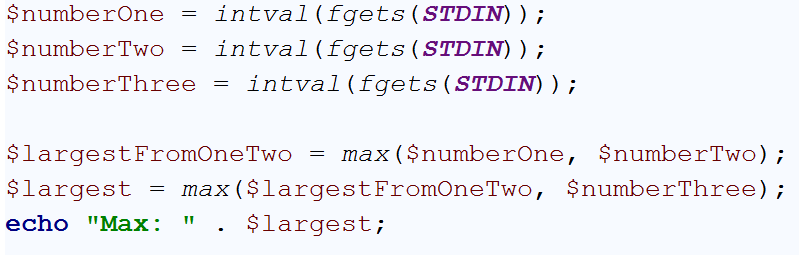 $numberOne = intval(fgets(STDIN));
$numberTwo = intval(fgets(STDIN));
$numberThree = intval(fgets(STDIN));
$largestFromOneTwo = max($numberOne, $numberTwo);
$largest = max($largestFromOneTwo, $numberThree);
echo "Max: " . $largest;